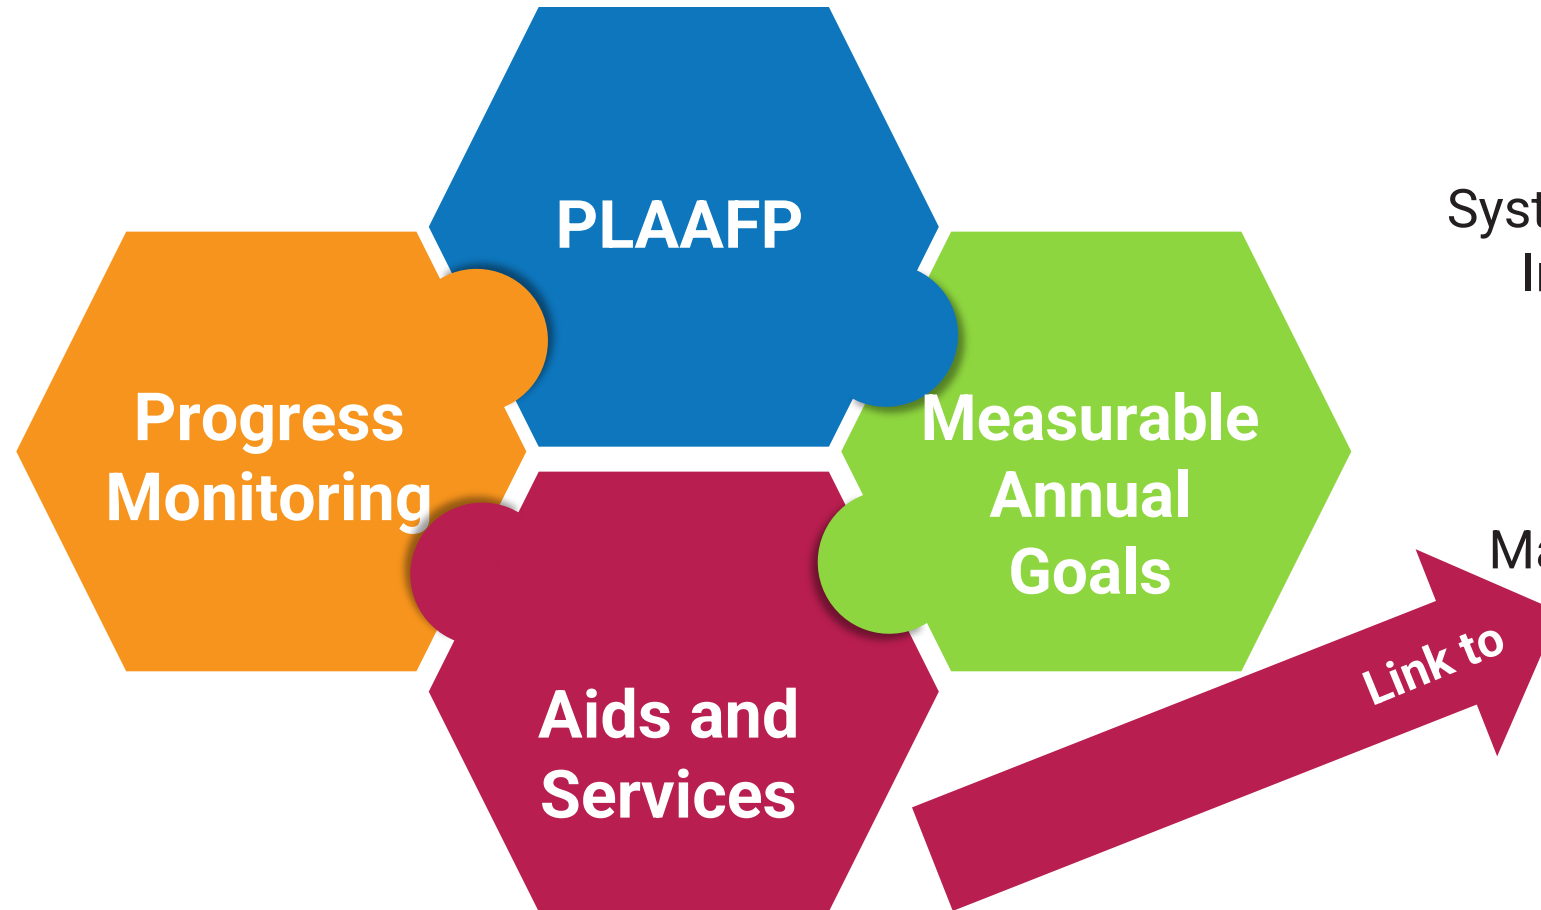 PLAAFP
Progress
Monitoring
Measurable
Annual
Goals
Aids and
Services
Link to